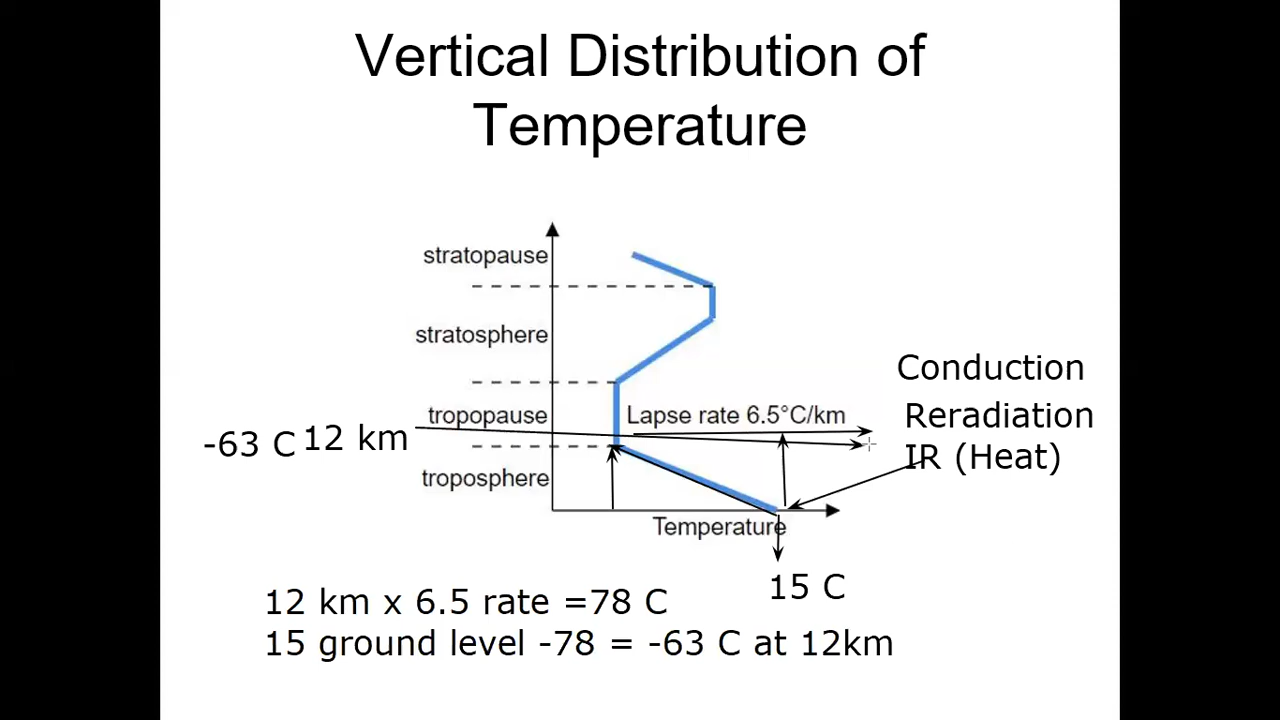 Vertical Distribution of
Temperature
stratopause
stratosphere
Conduction
tropopause
Lapse rate 6.5°C/km
Reradiation
-63 C 12 km
IR (Heat)
troposphere
Temperature
15 C
12 km x 6.5 rate =78 C
15 ground level -78 = -63 C at 12km